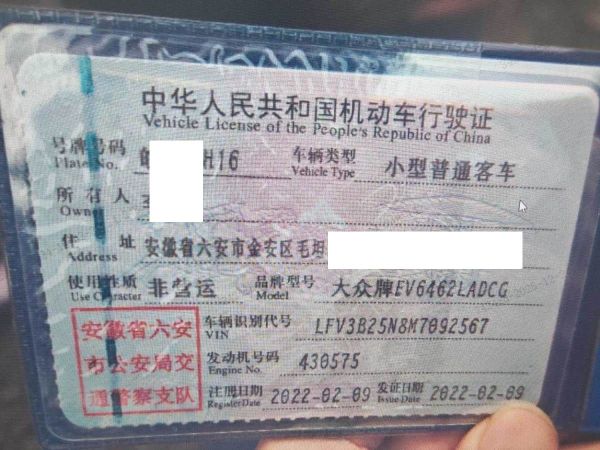 中华人民共和国机动车行驶证
Vehicle License of the People's Republic of China
号牌号码 H16 车辆类型 小型普通客车
Plate No. Vehicle Type
所有人
Owner
住址 安徽省六安市金安区毛坦
Address
使用性质 非营运 品牌型号 大众牌FV6462LADCG
Use Character Model
安徽省六安
市公安局交
通警察支队
车辆识别代号 LFV3B25N8M7092567
VIN
发动机号码 430575
Engine No.
注册日期 2022-02-09 发证日期 2022-02-09
Register Date Issue Date